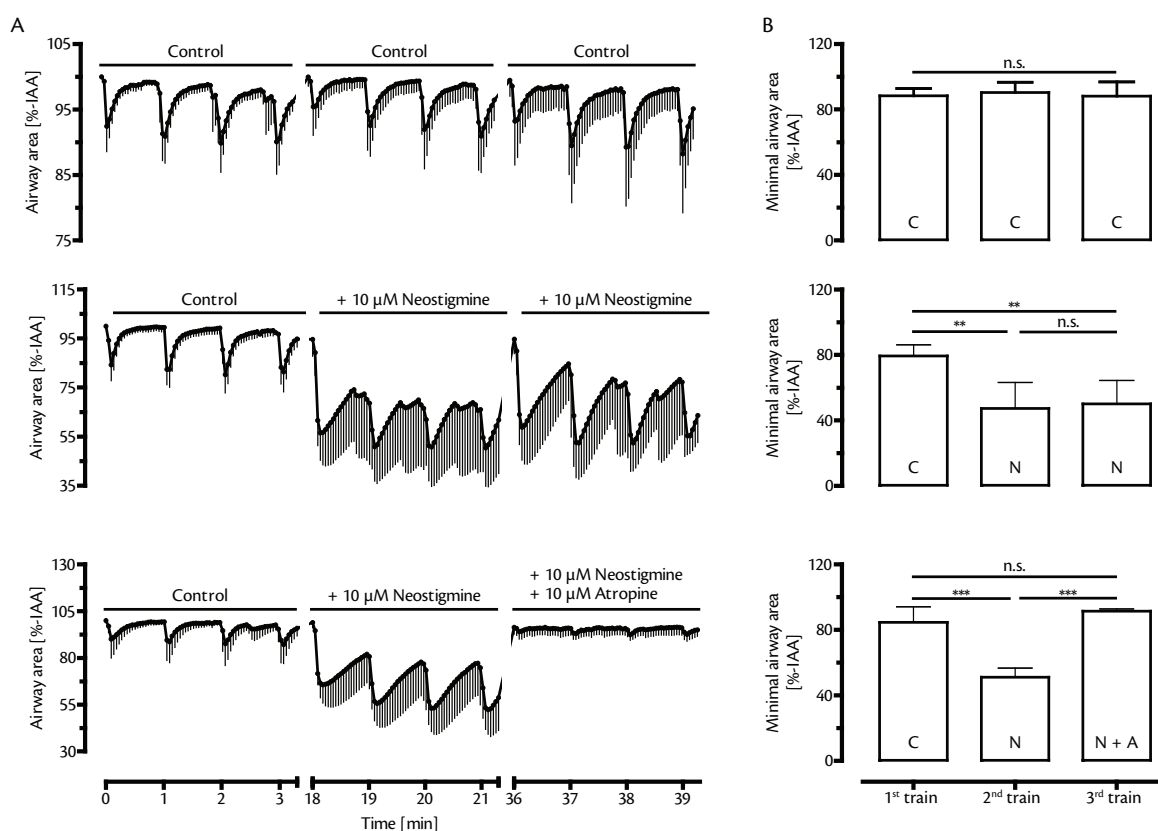 A
Airway area [%-IAA]
105
95
85
75
Control
Control
Control
Airway area [%-IAA]
115
95
75
55
35
Control
+ 10 µM Neostigmine
+ 10 µM Neostigmine
Airway area [%-IAA]
130
105
80
55
30
Control
+ 10 µM Neostigmine
+ 10 µM Neostigmine
+ 10 µM Atropine
0 1 2 3 18 19 20 21 36 37 38 39
Time [min]
B
Minimal airway area
[%-IAA]
120
80
40
0
n.s.
C C C
Minimal airway area
[%-IAA]
120
80
40
0
**
** n.s.
C N N
Minimal airway area
[%-IAA]
120
80
40
0
n.s.
*** ***
C N N + A
1st train 2nd train 3rd train